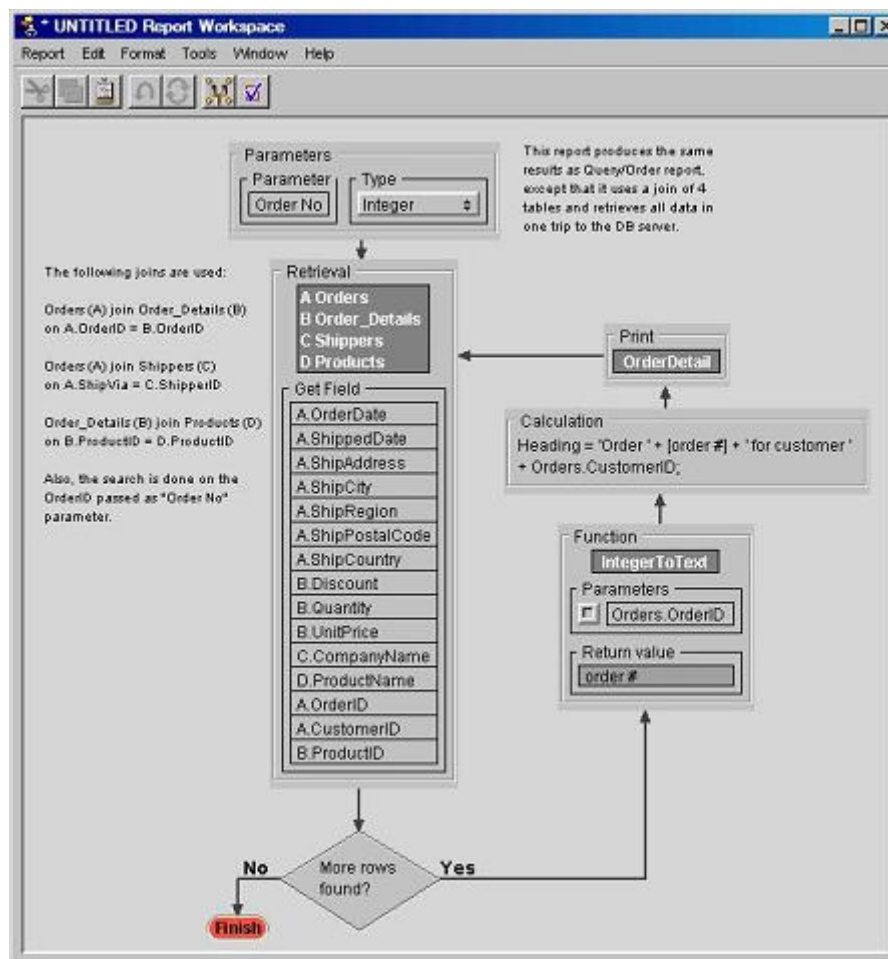 * UNTITLED Report Workspace
Report Edit Format Tools Window Help
Parameters
Parameter
Order No
Type
Integer
This report produces the same
results as Query/Order report,
except that it uses a join of 4
tables and retrieves all data in
one trip to the DB server.
The following joins are used:
Orders (A) join Order_Details (B)
on A.OrderID = B.OrderID
Orders (A) join Shippers (C)
on A.ShipVia = C.ShipperID
Order_Details (B) join Products (D)
on B.ProductID = D.ProductID
Also, the search is done on the
OrderID passed as "Order No"
parameter.
Retrieval
A Orders
B Order_Details
C Shippers
D Products
Get Field
A.OrderDate
A.ShippedDate
A.ShipAddress
A.ShipCity
A.ShipRegion
A.ShipPostalCode
A.ShipCountry
B.Discount
B.Quantity
B.UnitPrice
C.CompanyName
D.ProductName
A.OrderID
A.CustomerID
B.ProductID
Print
OrderDetail
Calculation
Heading = "Order " + [order #] + " for customer "
+ Orders.CustomerID;
Function
IntegerToText
Parameters
Orders.OrderID
Return value
order #
No
More rows
found?
Yes
Finish